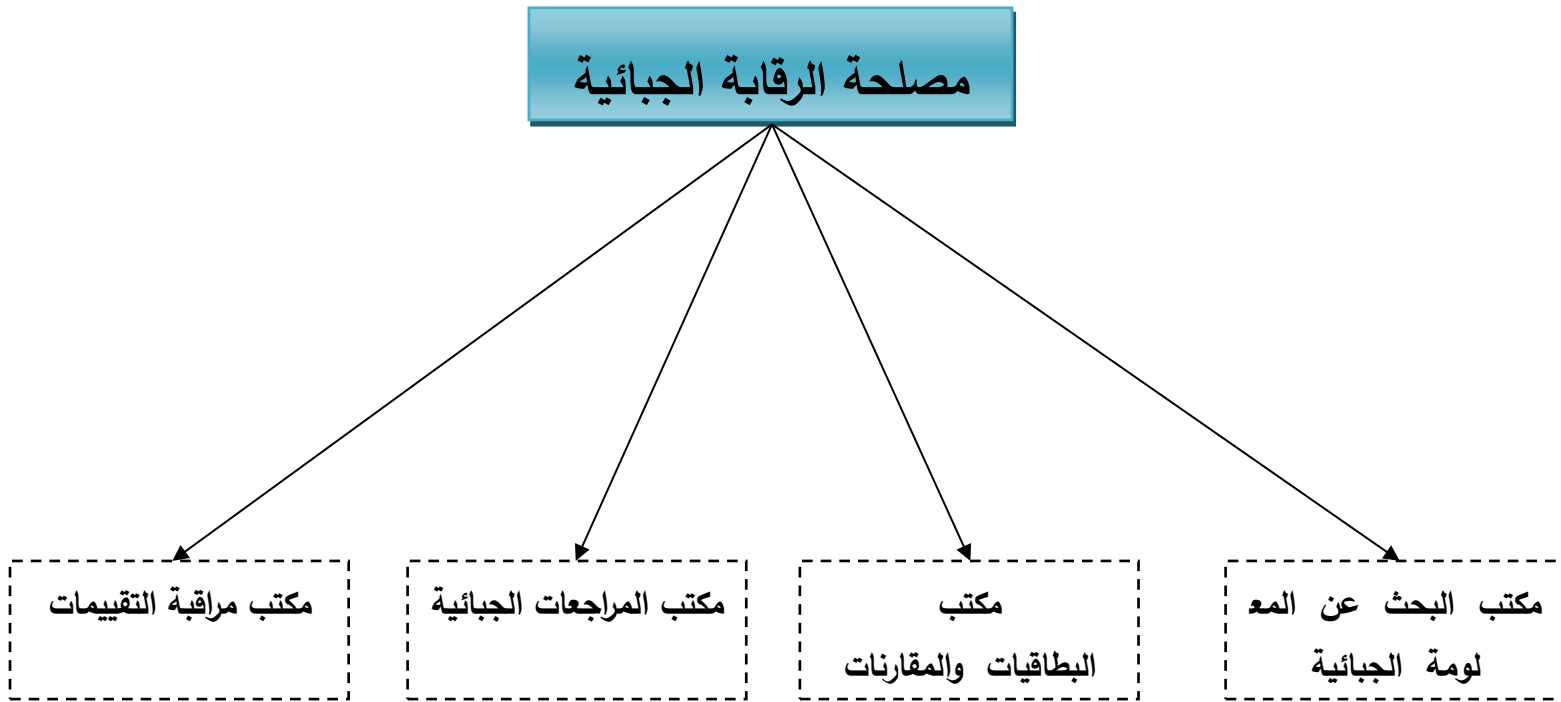 مصلحة الرقابة الجبائية
مكتب البحث عن المع
لومة الجبائية
مكتب
البطاقيات والمقارنات
مكتب المراجعات الجبائية
مكتب مراقبة التقييمات